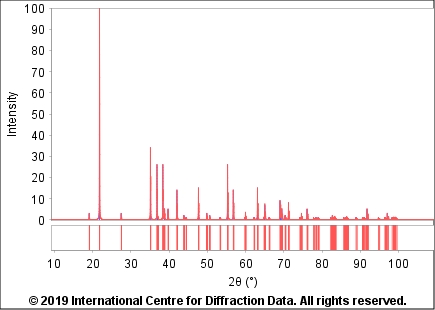 100
90
80
70
60
50
40
30
20
10
0
Intensity
10 20 30 40 50 60 70 80 90 100
2θ (°)
© 2019 International Centre for Diffraction Data. All rights reserved.